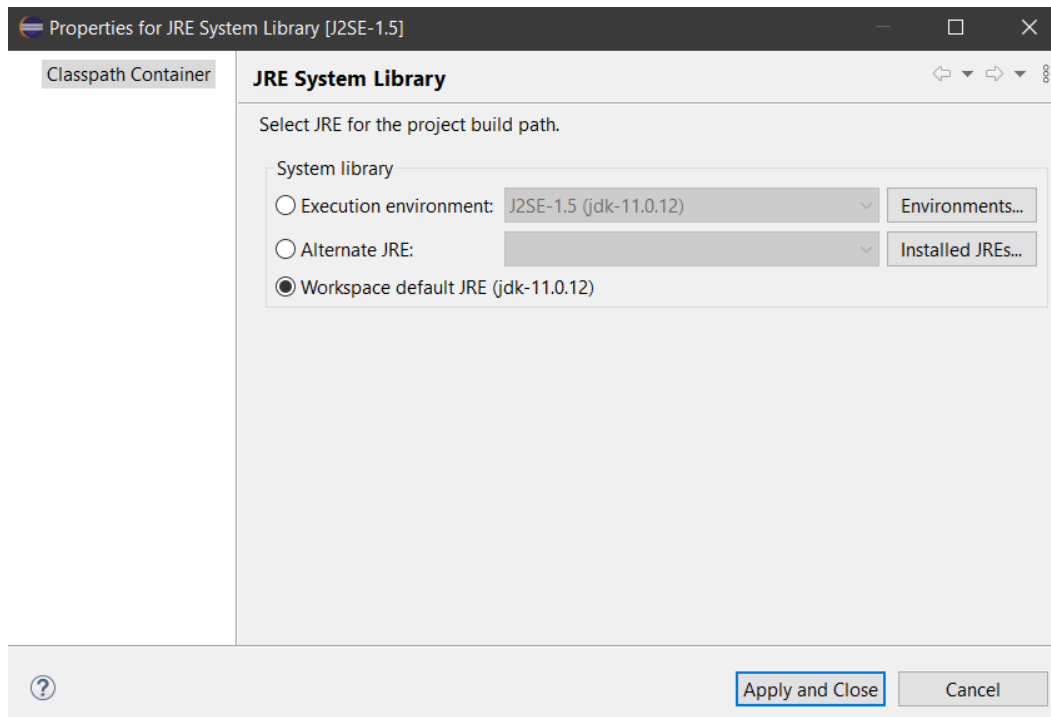 Properties for JRE System Library [J2SE-1.5]
Classpath Container
JRE System Library
Select JRE for the project build path.
System library
Execution environment: J2SE-1.5 (jdk-11.0.12) Environments...
Alternate JRE: Installed JREs...
Workspace default JRE (jdk-11.0.12)
? Apply and Close Cancel